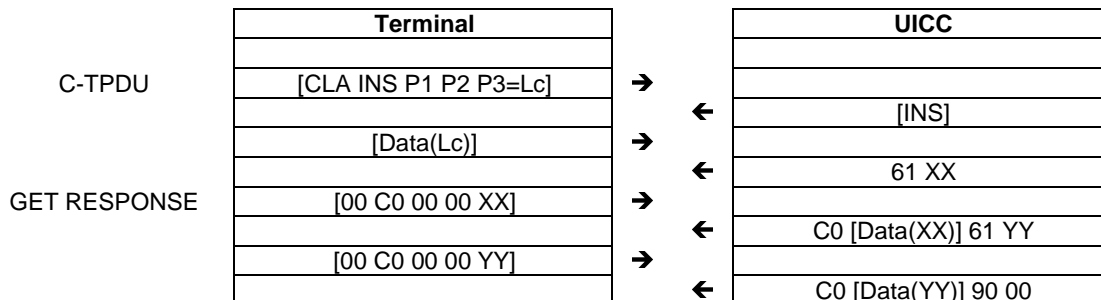 Terminal UICC
C-TPDU [CLA INS P1 P2 P3=Lc] ➔
🡰 [INS]
[Data(Lc)] ➔
🡰 61 XX
GET RESPONSE [00 C0 00 00 XX] ➔
🡰 C0 [Data(XX)] 61 YY
[00 C0 00 00 YY] ➔
🡰 C0 [Data(YY)] 90 00